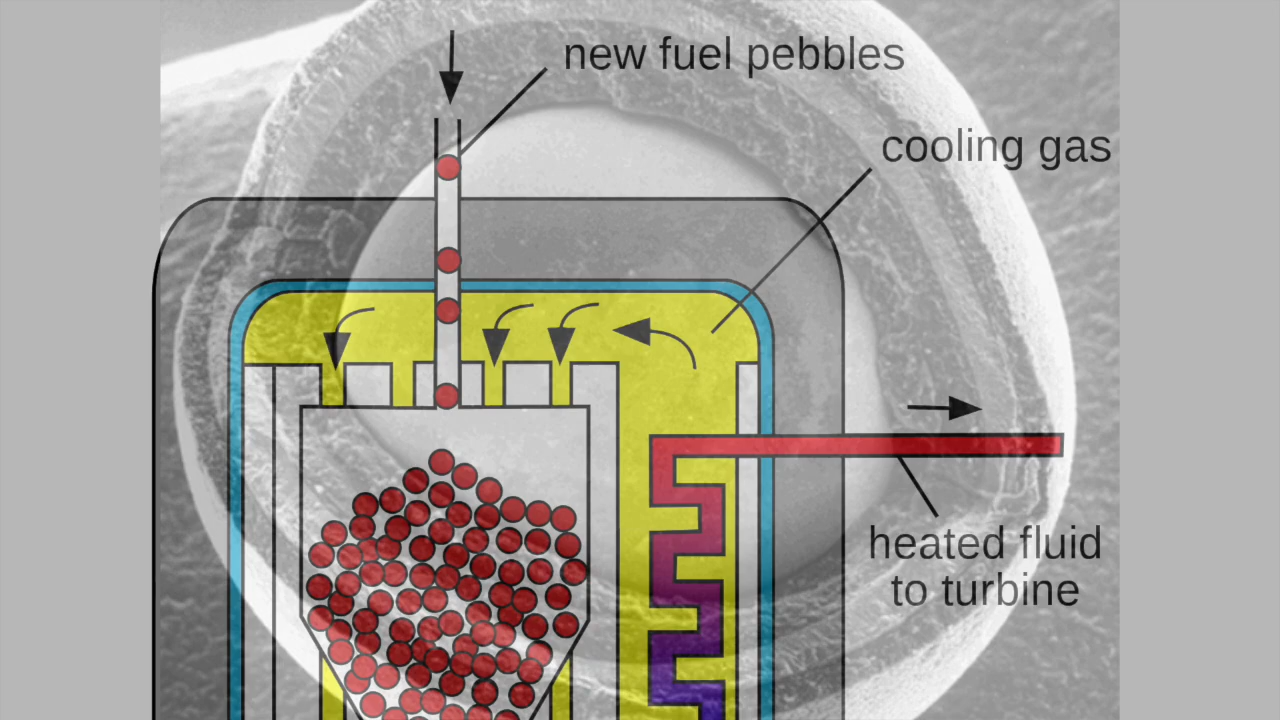 new fuel pebbles
cooling gas
heated fluid
to turbine